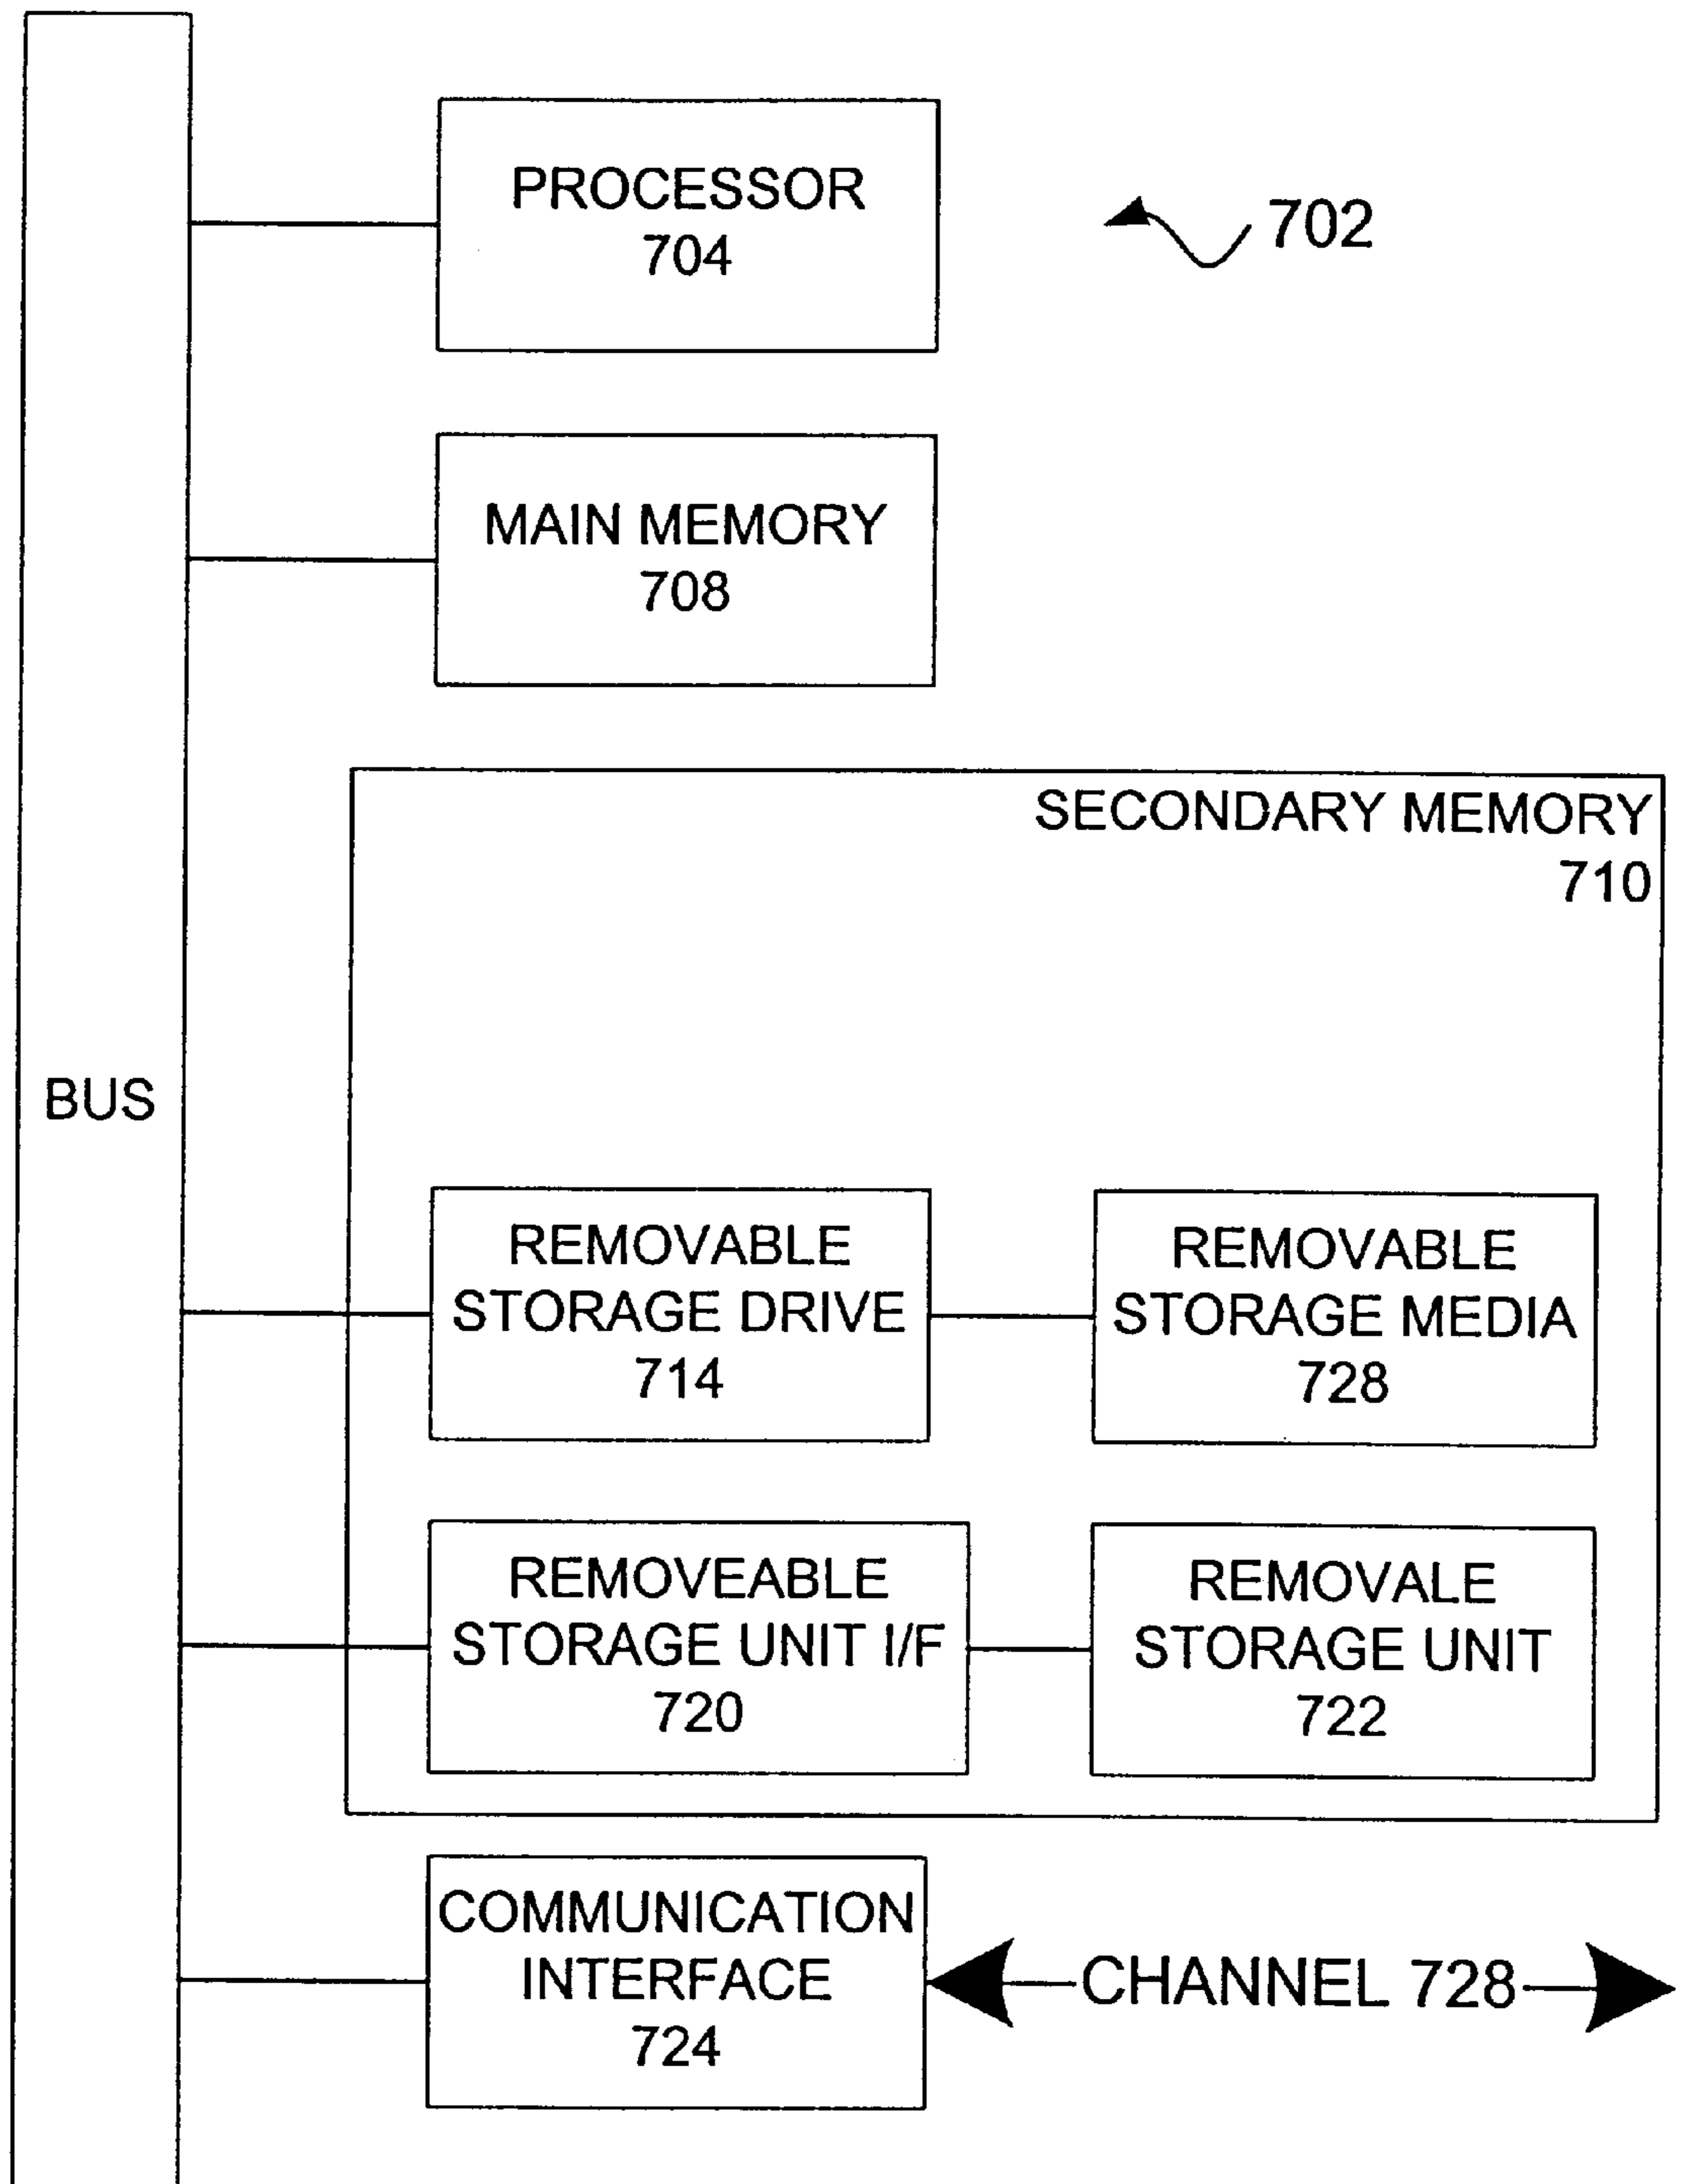 PROCESSOR
704
702
MAIN MEMORY
708
SECONDARY MEMORY
710
BUS
REMOVABLE
STORAGE DRIVE
714
REMOVABLE
STORAGE MEDIA
728
REMOVEABLE
STORAGE UNIT I/F
720
REMOVALE
STORAGE UNIT
722
COMMUNICATION
INTERFACE
724
CHANNEL 728